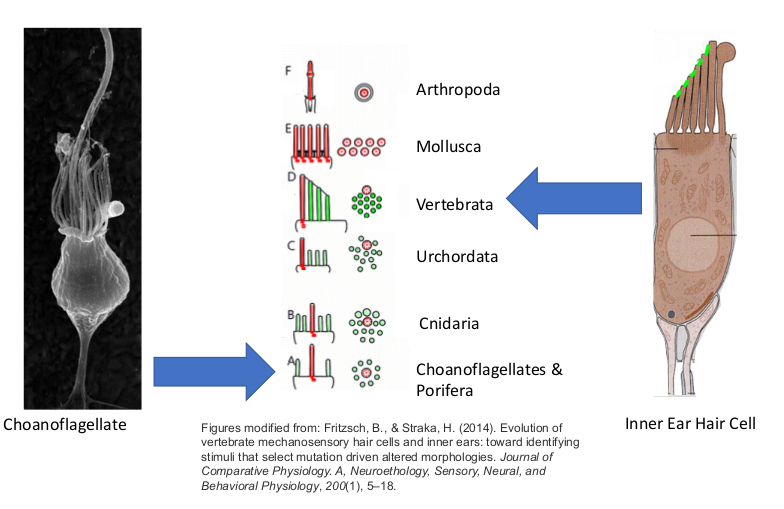 F
Arthropoda
E
Mollusca
D
Vertebrata
C
Urchordata
B
Cnidaria
A
Choanoflagellates &
Porifera
Choanoflagellate
Inner Ear Hair Cell
Figures modified from: Fritzsch, B., & Straka, H. (2014). Evolution of
vertebrate mechanosensory hair cells and inner ears: toward identifying
stimuli that select mutation driven altered morphologies. Journal of
Comparative Physiology. A, Neuroethology, Sensory, Neural, and
Behavioral Physiology, 200(1), 5–18.